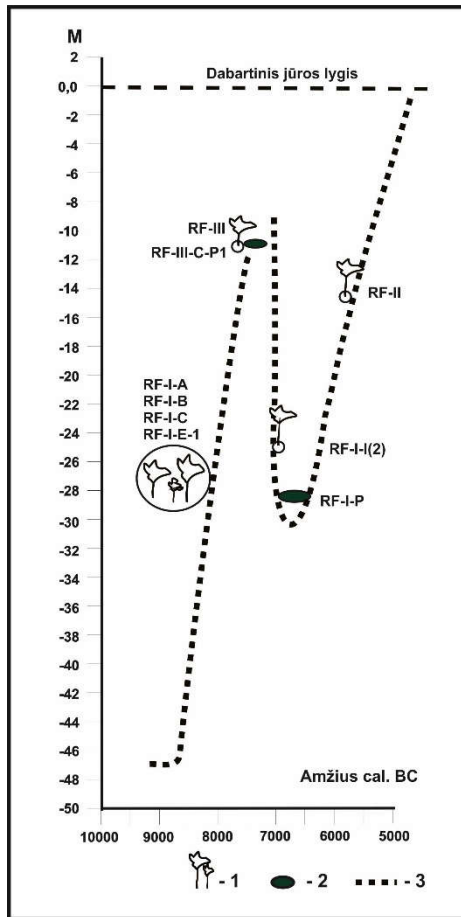 M
2
Dabartinis jūros lygis
0,0
-2
-4
-6
-8
-10
RF-III
RF-III-C-P1
-12
RF-II
-14
-16
-18
-20
RF-I-A
RF-I-B
-22
RF-I-C
-24
RF-I-E-1
RF-I-I(2)
-26
-28
RF-I-P
-30
-32
-34
-36
-38
-40
-42
-44
-46
-48
Amžius cal. BC
-50
10000 9000 8000 7000 6000 5000
- 1 - 2 - 3